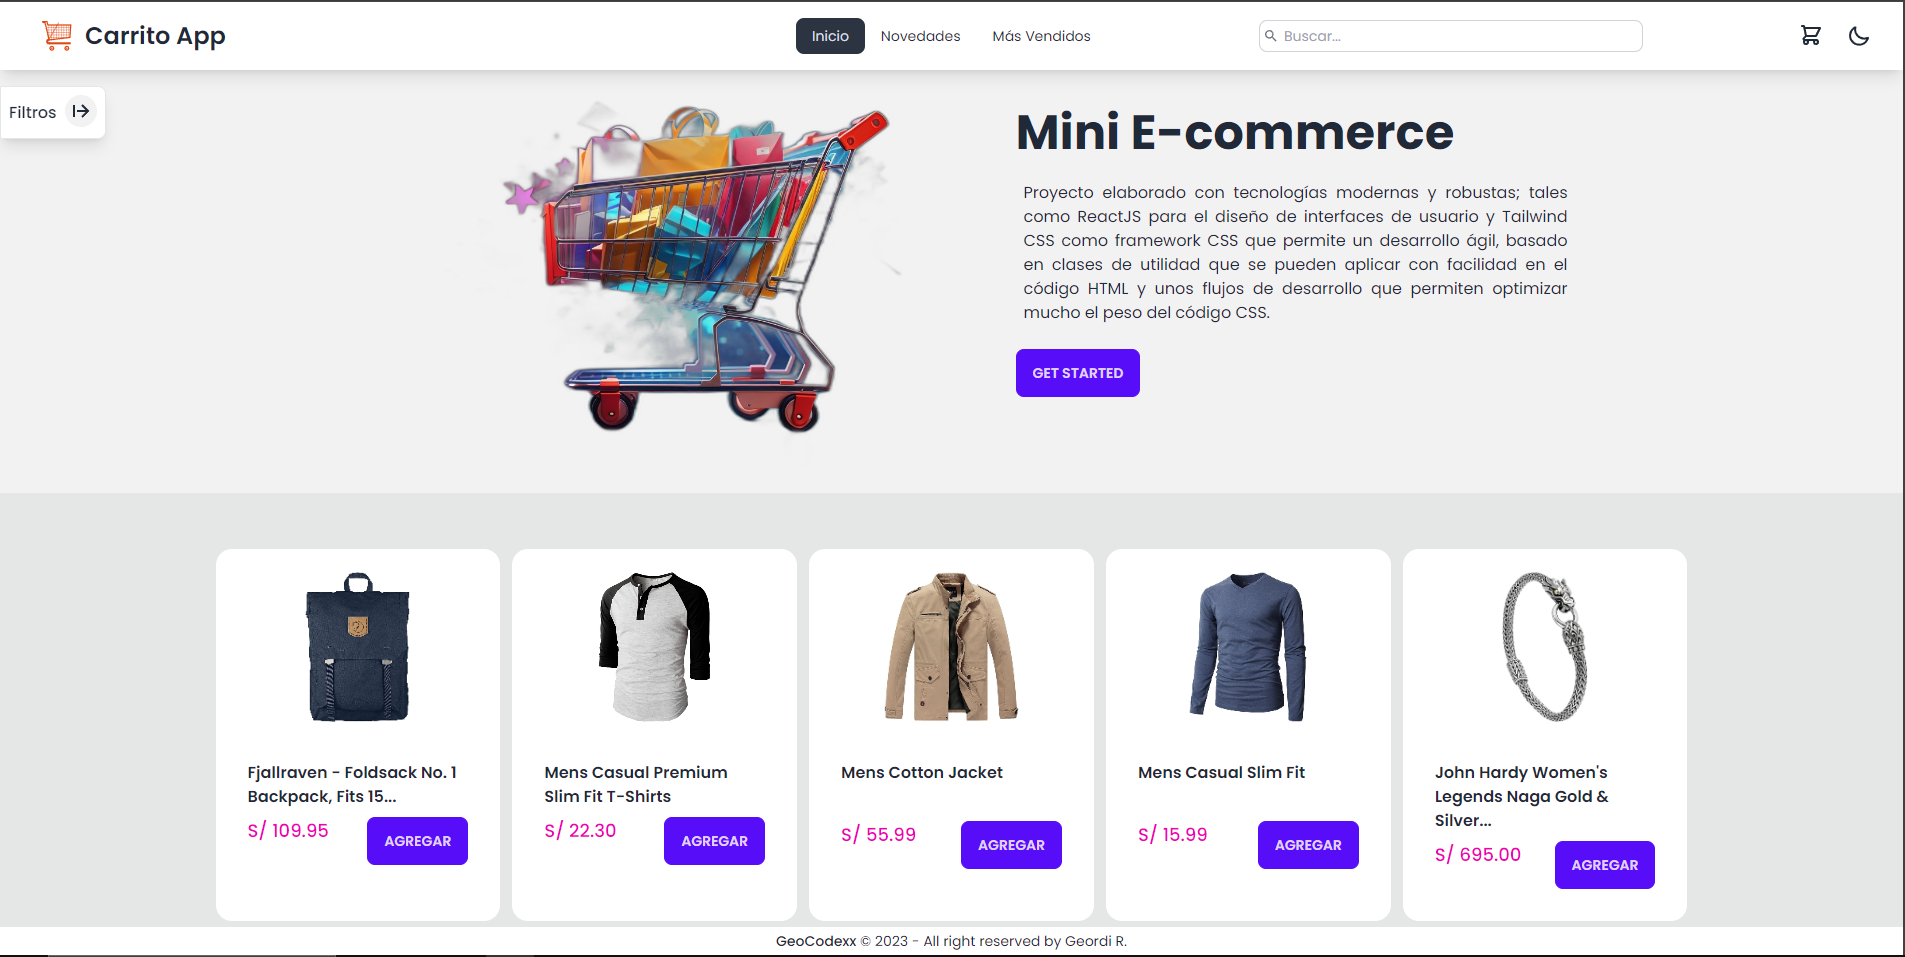 Carrito App
Inicio
Novedades
Más Vendidos
Buscar...
Filtros
Mini E-commerce
Proyecto elaborado con tecnologías modernas y robustas; tales
como ReactJS para el diseño de interfaces de usuario y Tailwind
CSS como framework CSS que permite un desarrollo ágil, basado
en clases de utilidad que se pueden aplicar con facilidad en el
código HTML y unos flujos de desarrollo que permiten optimizar
mucho el peso del código CSS.
GET STARTED
Fjallraven - Foldsack No. 1
Backpack, Fits 15...
S/ 109.95
AGREGAR
Mens Casual Premium
Slim Fit T-Shirts
S/ 22.30
AGREGAR
Mens Cotton Jacket
S/ 55.99
AGREGAR
Mens Casual Slim Fit
S/ 15.99
AGREGAR
John Hardy Women's
Legends Naga Gold &
Silver...
S/ 695.00
AGREGAR
GeoCodexx © 2023 - All right reserved by Geordi R.